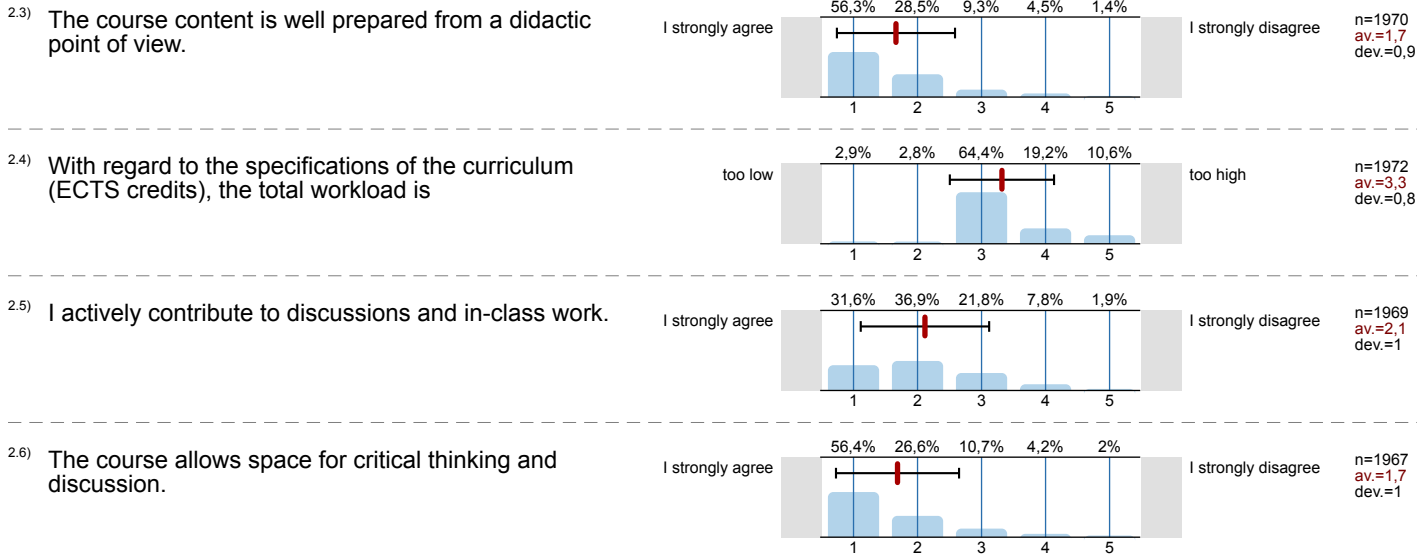 2.3) The course content is well prepared from a didactic
point of view.
I strongly agree
56,3% 28,5% 9,3% 4,5% 1,4%
1 2 3 4 5
I strongly disagree
n=1970
av.=1,7
dev.=0,9
2.4) With regard to the specifications of the curriculum
(ECTS credits), the total workload is
too low
2,9% 2,8% 64,4% 19,2% 10,6%
1 2 3 4 5
too high
n=1972
av.=3,3
dev.=0,8
2.5) I actively contribute to discussions and in-class work.
I strongly agree
31,6% 36,9% 21,8% 7,8% 1,9%
1 2 3 4 5
I strongly disagree
n=1969
av.=2,1
dev.=1
2.6) The course allows space for critical thinking and
discussion.
I strongly agree
56,4% 26,6% 10,7% 4,2% 2%
1 2 3 4 5
I strongly disagree
n=1967
av.=1,7
dev.=1